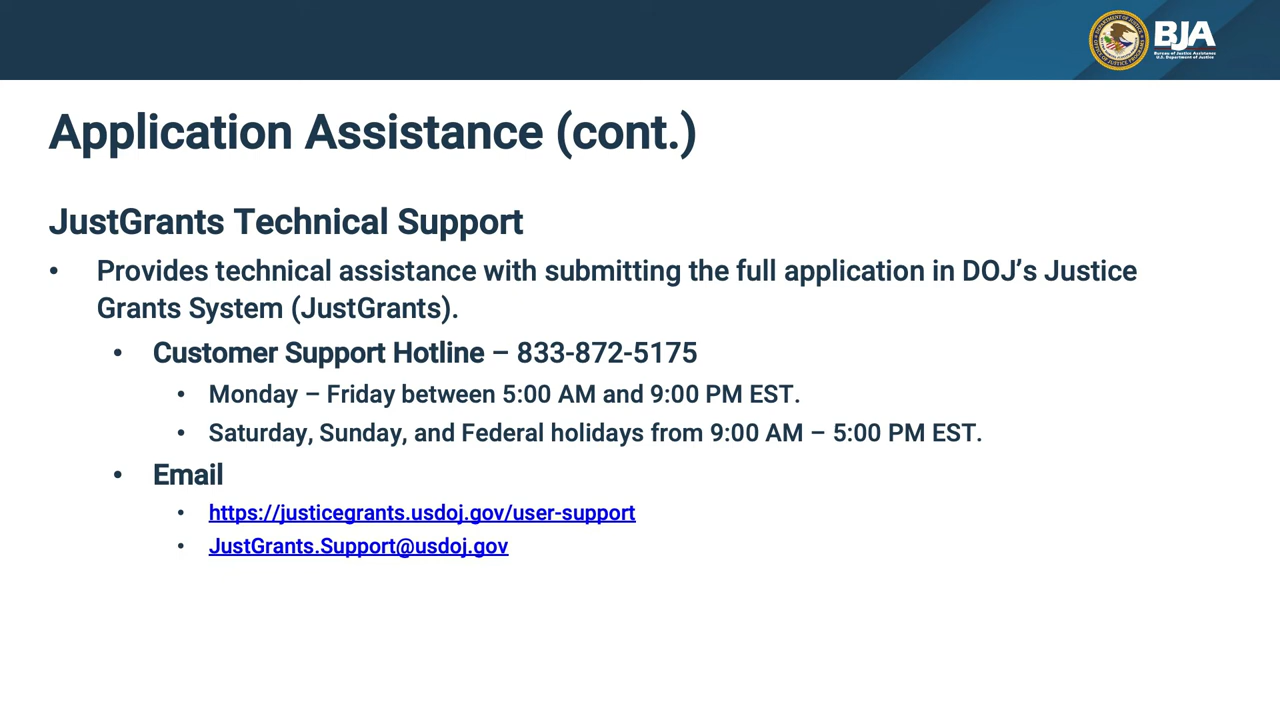 BJA
Bureau of Justice Assistance
U.S. Department of Justice
Application Assistance (cont.)
JustGrants Technical Support
• Provides technical assistance with submitting the full application in DOJ’s Justice
Grants System (JustGrants).
• Customer Support Hotline – 833-872-5175
• Monday – Friday between 5:00 AM and 9:00 PM EST.
• Saturday, Sunday, and Federal holidays from 9:00 AM – 5:00 PM EST.
• Email
• https://justicegrants.usdoj.gov/user-support
• JustGrants.Support@usdoj.gov